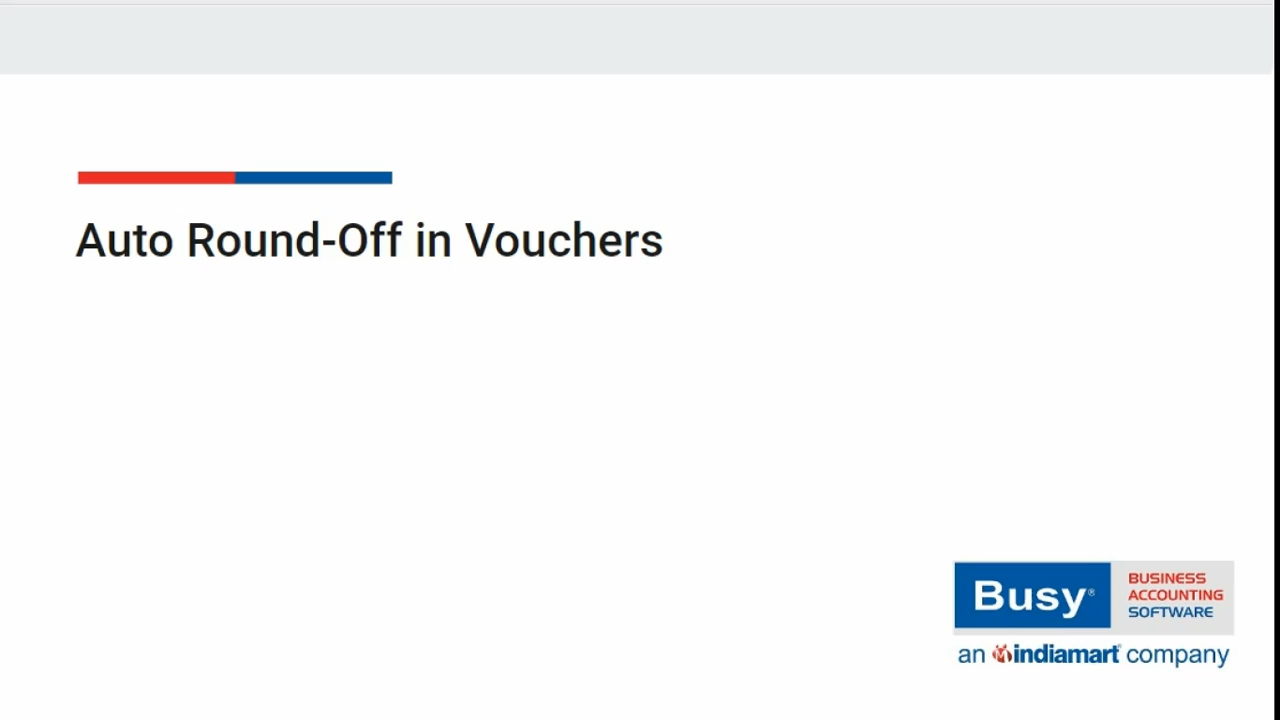 Auto Round-Off in Vouchers
Busy®
BUSINESS
ACCOUNTING
SOFTWARE
an indiamart company